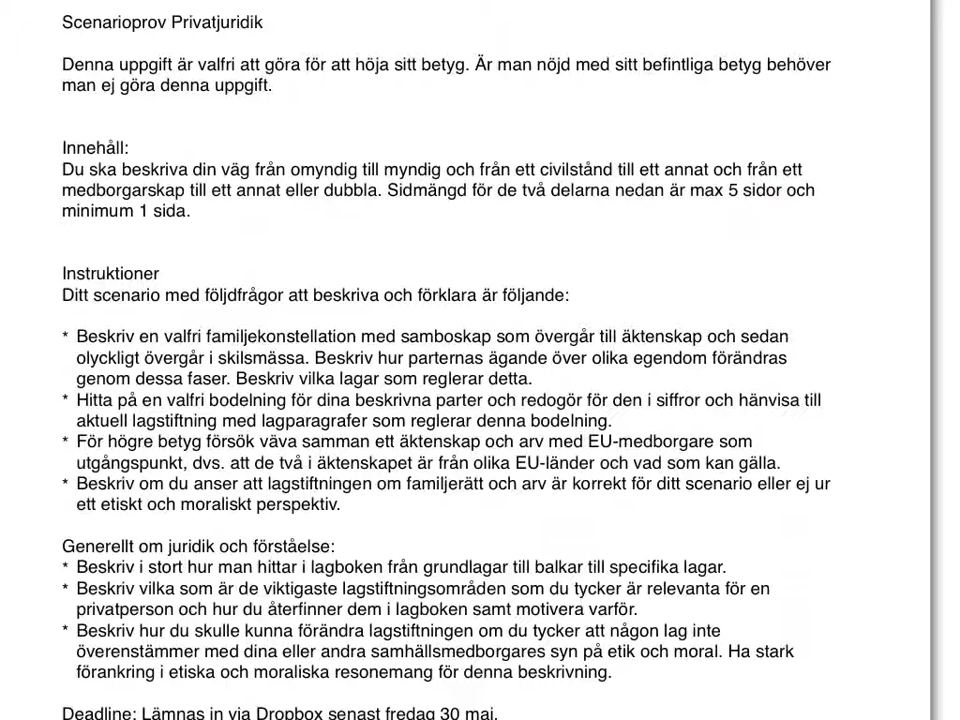 Scenarioprov Privatjuridik
Denna uppgift är valfri att göra för att höja sitt betyg. Är man nöjd med sitt befintliga betyg behöver
man ej göra denna uppgift.
Innehåll:
Du ska beskriva din väg från omyndig till myndig och från ett civilstånd till ett annat och från ett
medborgarskap till ett annat eller dubbla. Sidmängd för de två delarna nedan är max 5 sidor och
minimum 1 sida.
Instruktioner
Ditt scenario med följdfrågor att beskriva och förklara är följande:
* Beskriv en valfri familjekonstellation med samboskap som övergår till äktenskap och sedan
olyckligt övergår i skilsmässa. Beskriv hur parternas ägande över olika egendom förändras
genom dessa faser. Beskriv vilka lagar som reglerar detta.
* Hitta på en valfri bodelning för dina beskrivna parter och redogör för den i siffror och hänvisa till
aktuell lagstiftning med lagparagrafer som reglerar denna bodelning.
* För högre betyg försök väva samman ett äktenskap och arv med EU-medborgare som
utgångspunkt, dvs. att de två i äktenskapet är från olika EU-länder och vad som kan gälla.
* Beskriv om du anser att lagstiftningen om familjerätt och arv är korrekt för ditt scenario eller ej ur
ett etiskt och moraliskt perspektiv.
Generellt om juridik och förståelse:
* Beskriv i stort hur man hittar i lagboken från grundlagar till balkar till specifika lagar.
* Beskriv vilka som är de viktigaste lagstiftningsområden som du tycker är relevanta för en
privatperson och hur du återfinner dem i lagboken samt motivera varför.
* Beskriv hur du skulle kunna förändra lagstiftningen om du tycker att någon lag inte
överenstämmer med dina eller andra samhällsmedborgares syn på etik och moral. Ha stark
förankring i etiska och moraliska resonemang för denna beskrivning.
Deadline: Lämnas in via Dropbox senast fredag 30 maj.